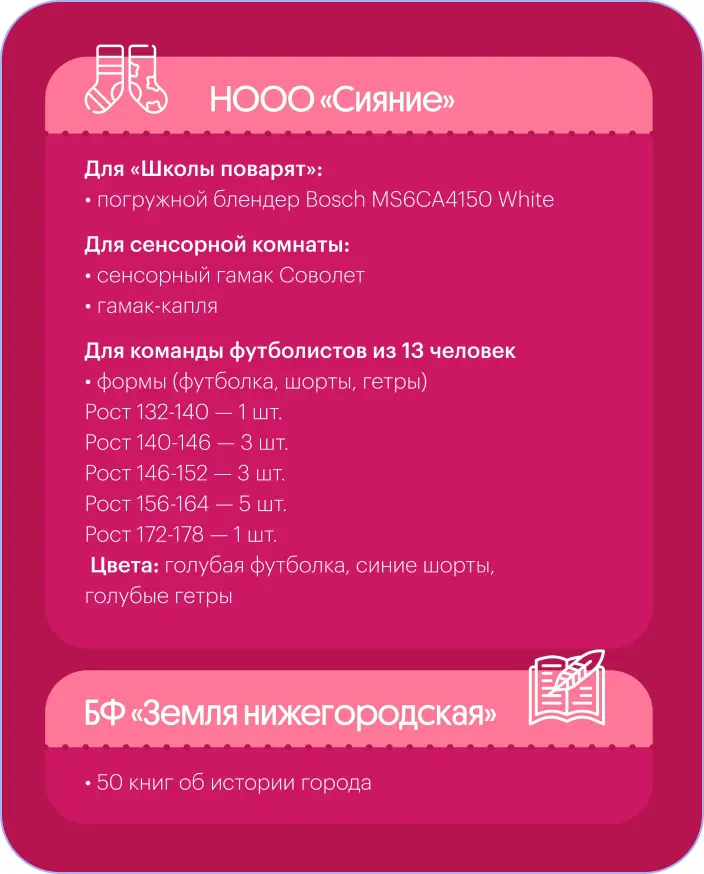 НООО «Сияние»
Для «Школы поварят»:
• погружной блендер Bosch MS6CA4150 White
Для сенсорной комнаты:
• сенсорный гамак Соволет
• гамак-капля
Для команды футболистов из 13 человек
• формы (футболка, шорты, гетры)
Рост 132-140 — 1 шт.
Рост 140-146 — 3 шт.
Рост 146-152 — 3 шт.
Рост 156-164 — 5 шт.
Рост 172-178 — 1 шт.
Цвета: голубая футболка, синие шорты,
голубые гетры
БФ «Земля нижегородская»
• 50 книг об истории города